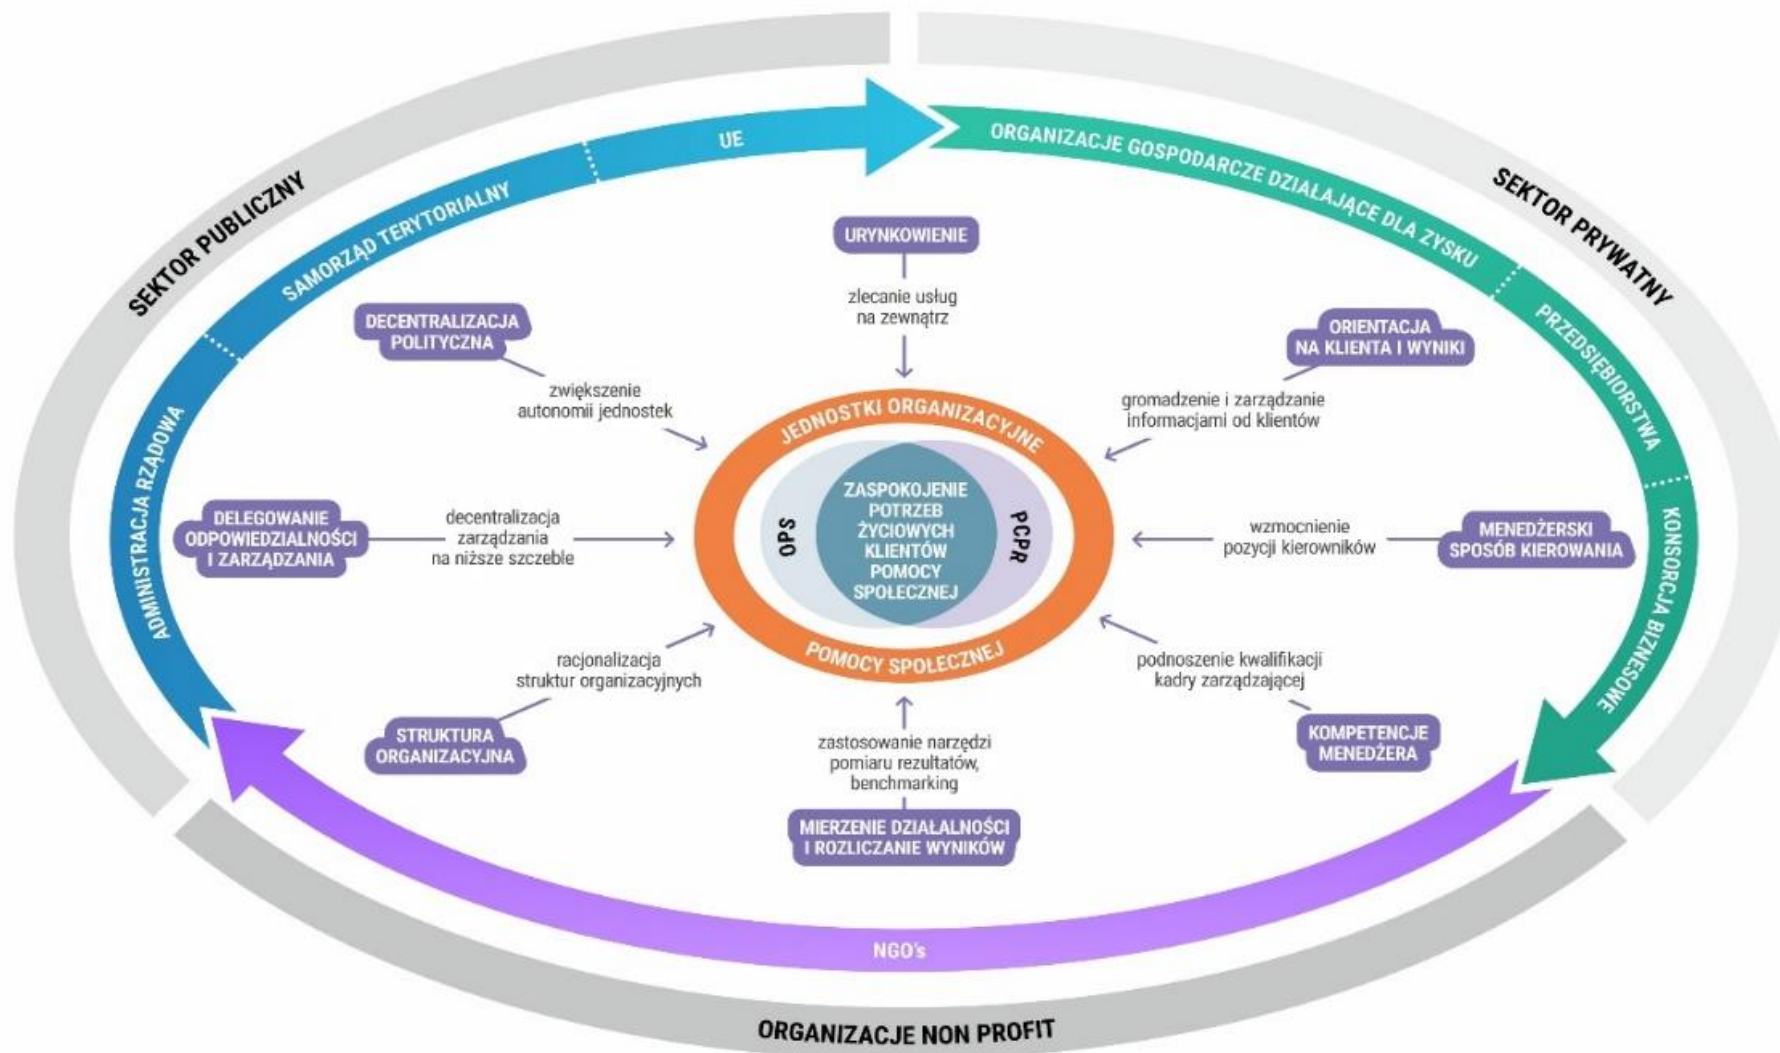 SEKTOR PUBLICZNY
SEKTOR PRYWATNY
ADMINISTRACJA RZĄDOWA
SAMORZĄD TERYTORIALNY
UE
ORGANIZACJE GOSPODARCZE DZIAŁAJĄCE DLA ZYSKU
PRZEDSIĘBIORSTWA
KONSORCJA BIZNESOWE
URYNKOWIENIE
zlecanie usług
na zewnątrz
DECENTRALIZACJA
POLITYCZNA
zwiększenie
autonomii jednostek
ORIENTACJA
NA KLIENTA I WYNIKI
gromadzenie i zarządzanie
informacjami od klientów
DELEGOWANIE
ODPOWIEDZIALNOŚCI
I ZARZĄDZANIA
decentralizacja
zarządzania
na niższe szczeble
JEDNOSTKI ORGANIZACYJNE
OPS
ZASPOKOJENIE
POTRZEB
ŻYCIOWYCH
KLIENTÓW
POMOCY
SPOŁECZNEJ
PCPR
POMOCY SPOŁECZNEJ
wzmocnienie
pozycji kierowników
MENEDŻERSKI
SPOSÓB KIEROWANIA
racjonalizacja
struktur organizacyjnych
STRUKTURA
ORGANIZACYJNA
podnoszenie kwalifikacji
kadry zarządzającej
KOMPETENCJE
MENEDŻERA
zastosowanie narzędzi
pomiaru rezultatów,
benchmarking
MIERZENIE DZIAŁALNOŚCI
I ROZLICZANIE WYNIKÓW
NGO's
ORGANIZACJE NON PROFIT